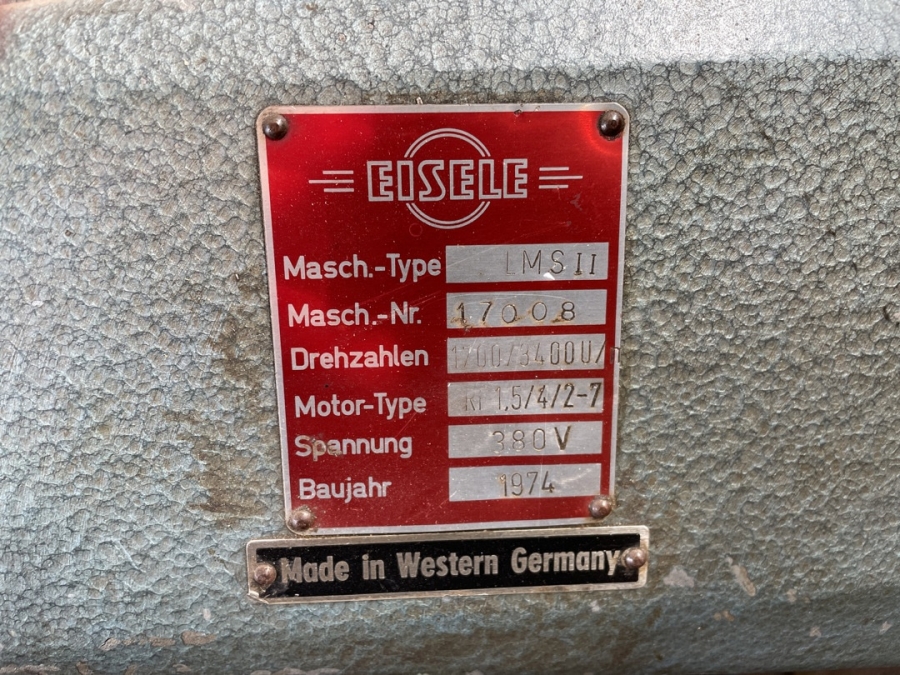 EISELE
Masch.-Type LMS II
Masch.-Nr. 17008
Drehzahlen 1700/3400U/
Motor-Type 1,5/4/2-7
Spannung 380V
Baujahr 1974
Made in Western Germany